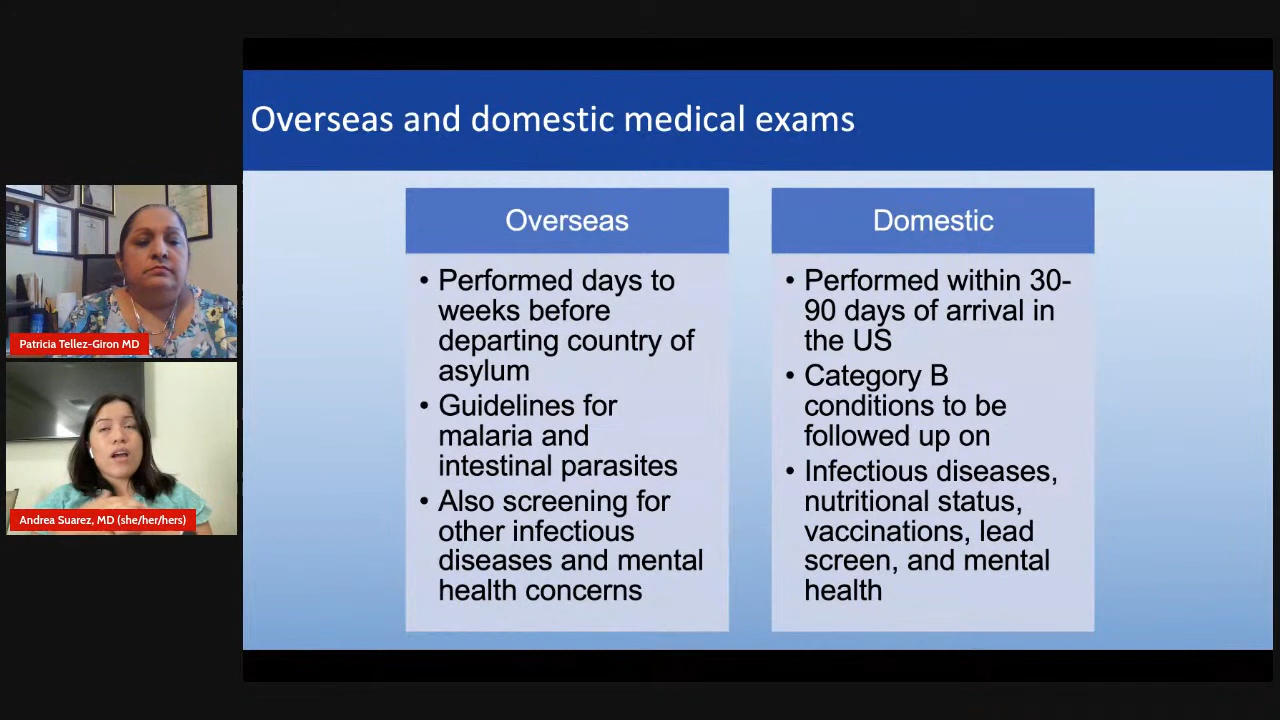 Overseas and domestic medical exams
Patricia Tellez-Giron MD
Andrea Suarez, MD (she/her/hers)
Overseas
• Performed days to
weeks before
departing country of
asylum
• Guidelines for
malaria and
intestinal parasites
• Also screening for
other infectious
diseases and mental
health concerns
Domestic
• Performed within 30-
90 days of arrival in
the US
• Category B
conditions to be
followed up on
• Infectious diseases,
nutritional status,
vaccinations, lead
screen, and mental
health